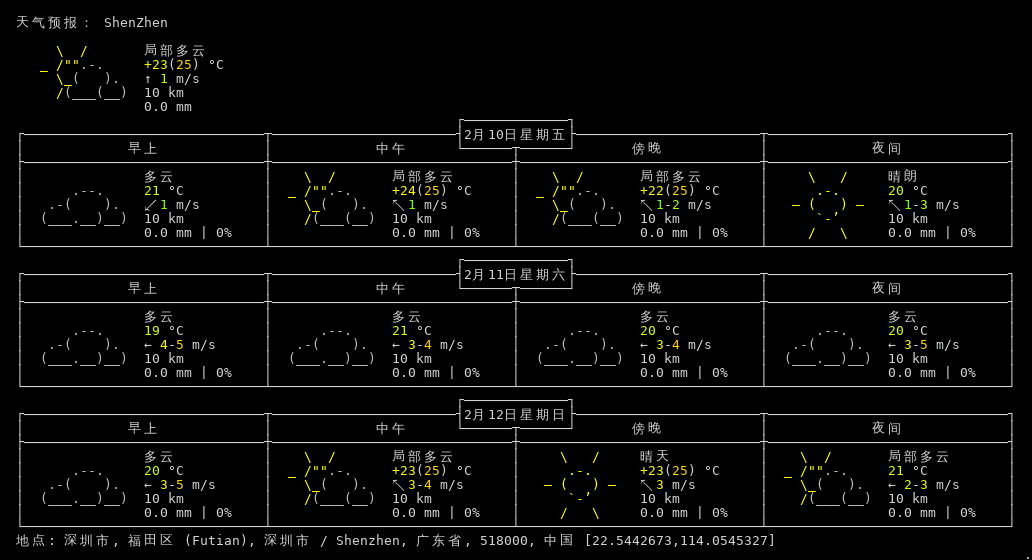 天气预报： ShenZhen
局部多云
+23(25) °C
↑ 1 m/s
10 km
0.0 mm
2月10日星期五
早上 中午 傍晚 夜间
多云 局部多云 局部多云 晴朗
21 °C +24(25) °C +22(25) °C 20 °C
↙ 1 m/s ↖ 1 m/s ↖ 1-2 m/s ↖ 1-3 m/s
10 km 10 km 10 km 10 km
0.0 mm | 0% 0.0 mm | 0% 0.0 mm | 0% 0.0 mm | 0%
2月11日星期六
早上 中午 傍晚 夜间
多云 多云 多云 多云
19 °C 21 °C 20 °C 20 °C
← 4-5 m/s ← 3-4 m/s ← 3-4 m/s ← 3-5 m/s
10 km 10 km 10 km 10 km
0.0 mm | 0% 0.0 mm | 0% 0.0 mm | 0% 0.0 mm | 0%
2月12日星期日
早上 中午 傍晚 夜间
多云 局部多云 晴天 局部多云
20 °C +23(25) °C +23(25) °C 21 °C
← 3-5 m/s ↖ 3-4 m/s ↖ 3 m/s ← 2-3 m/s
10 km 10 km 10 km 10 km
0.0 mm | 0% 0.0 mm | 0% 0.0 mm | 0% 0.0 mm | 0%
地点: 深圳市, 福田区 (Futian), 深圳市 / Shenzhen, 广东省, 518000, 中国 [22.5442673,114.0545327]